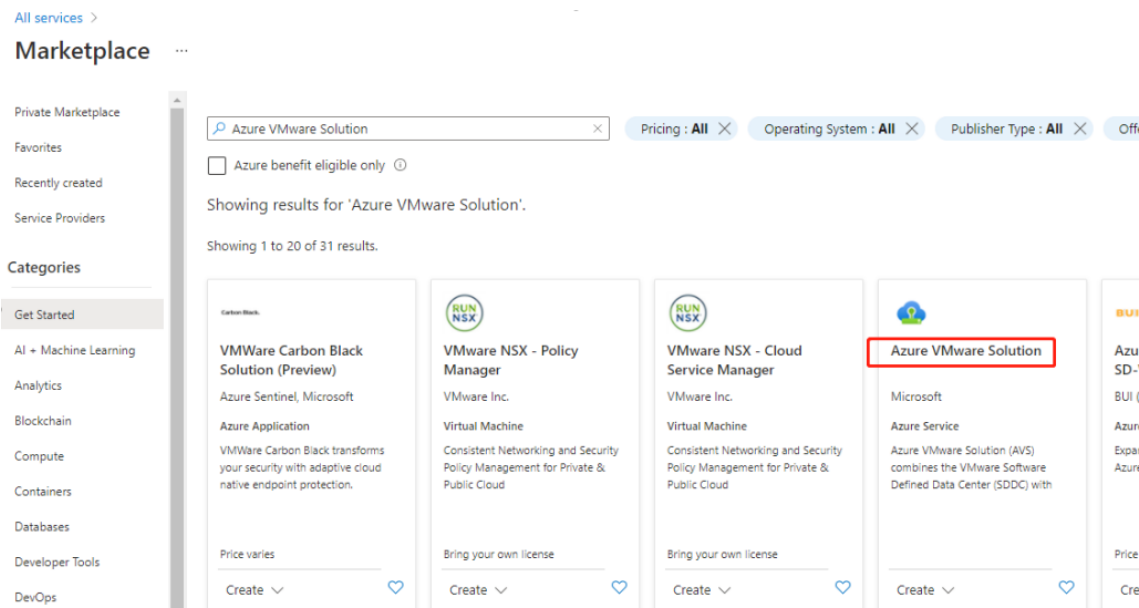 All services >
Marketplace ...
Private Marketplace
Favorites
Recently created
Service Providers
Categories
Get Started
AI + Machine Learning
Analytics
Blockchain
Compute
Containers
Databases
Developer Tools
DevOps
Azure VMware Solution
Pricing : All
Operating System : All
Publisher Type : All
Azure benefit eligible only
Showing results for 'Azure VMware Solution'.
Showing 1 to 20 of 31 results.
Carbon Black.
VMWare Carbon Black
Solution (Preview)
Azure Sentinel, Microsoft
Azure Application
VMWare Carbon Black transforms
your security with adaptive cloud
native endpoint protection.
Price varies
Create
RUN
NSX
VMware NSX - Policy
Manager
VMware Inc.
Virtual Machine
Consistent Networking and Security
Policy Management for Private &
Public Cloud
Bring your own license
Create
RUN
NSX
VMware NSX - Cloud
Service Manager
VMware Inc.
Virtual Machine
Consistent Networking and Security
Policy Management for Private &
Public Cloud
Bring your own license
Create
Azure VMware Solution
Microsoft
Azure Service
Azure VMware Solution (AVS)
combines the VMware Software
Defined Data Center (SDDC) with
Create
BUI
SD-
BUI (
Price